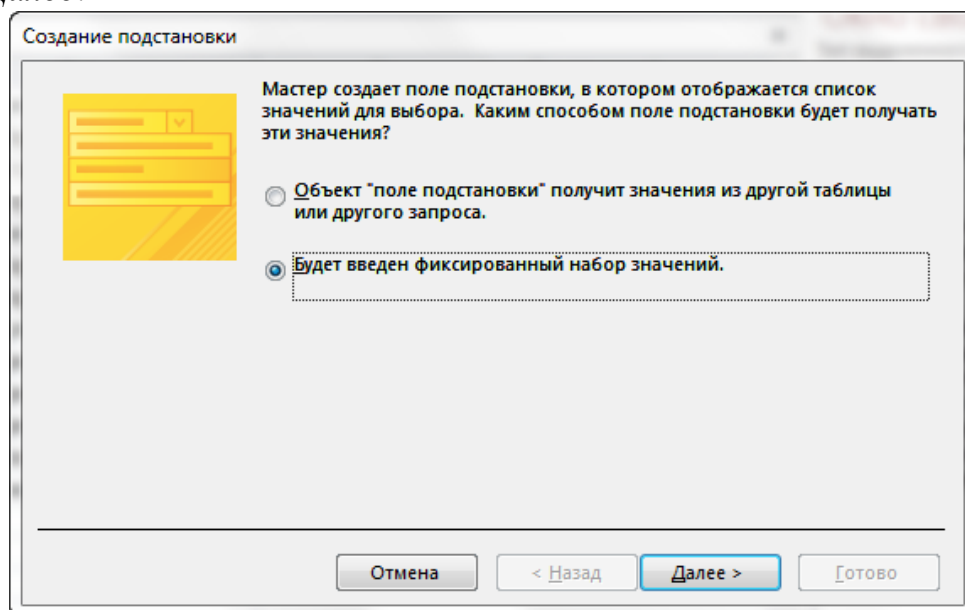 Создание подстановки
Мастер создает поле подстановки, в котором отображается список
значений для выбора. Каким способом поле подстановки будет получать
эти значения?
Объект "поле подстановки" получит значения из другой таблицы
или другого запроса.
Будет введен фиксированный набор значений.
Отмена
< Назад
Далее >
Готово